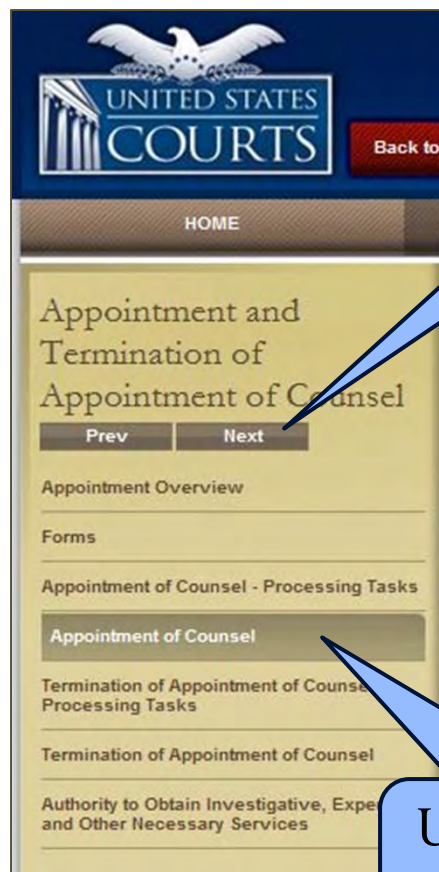 UNITED STATES
COURTS
Back to
HOME
Appointment and
Termination of
Appointment of Counsel
Prev
Next
Appointment Overview
Forms
Appointment of Counsel - Processing Tasks
Appointment of Counsel
Termination of Appointment of
Processing Tasks
Termination of Appointment of Counsel
Authority to Obtain Investigative,
and Other Necessary Services